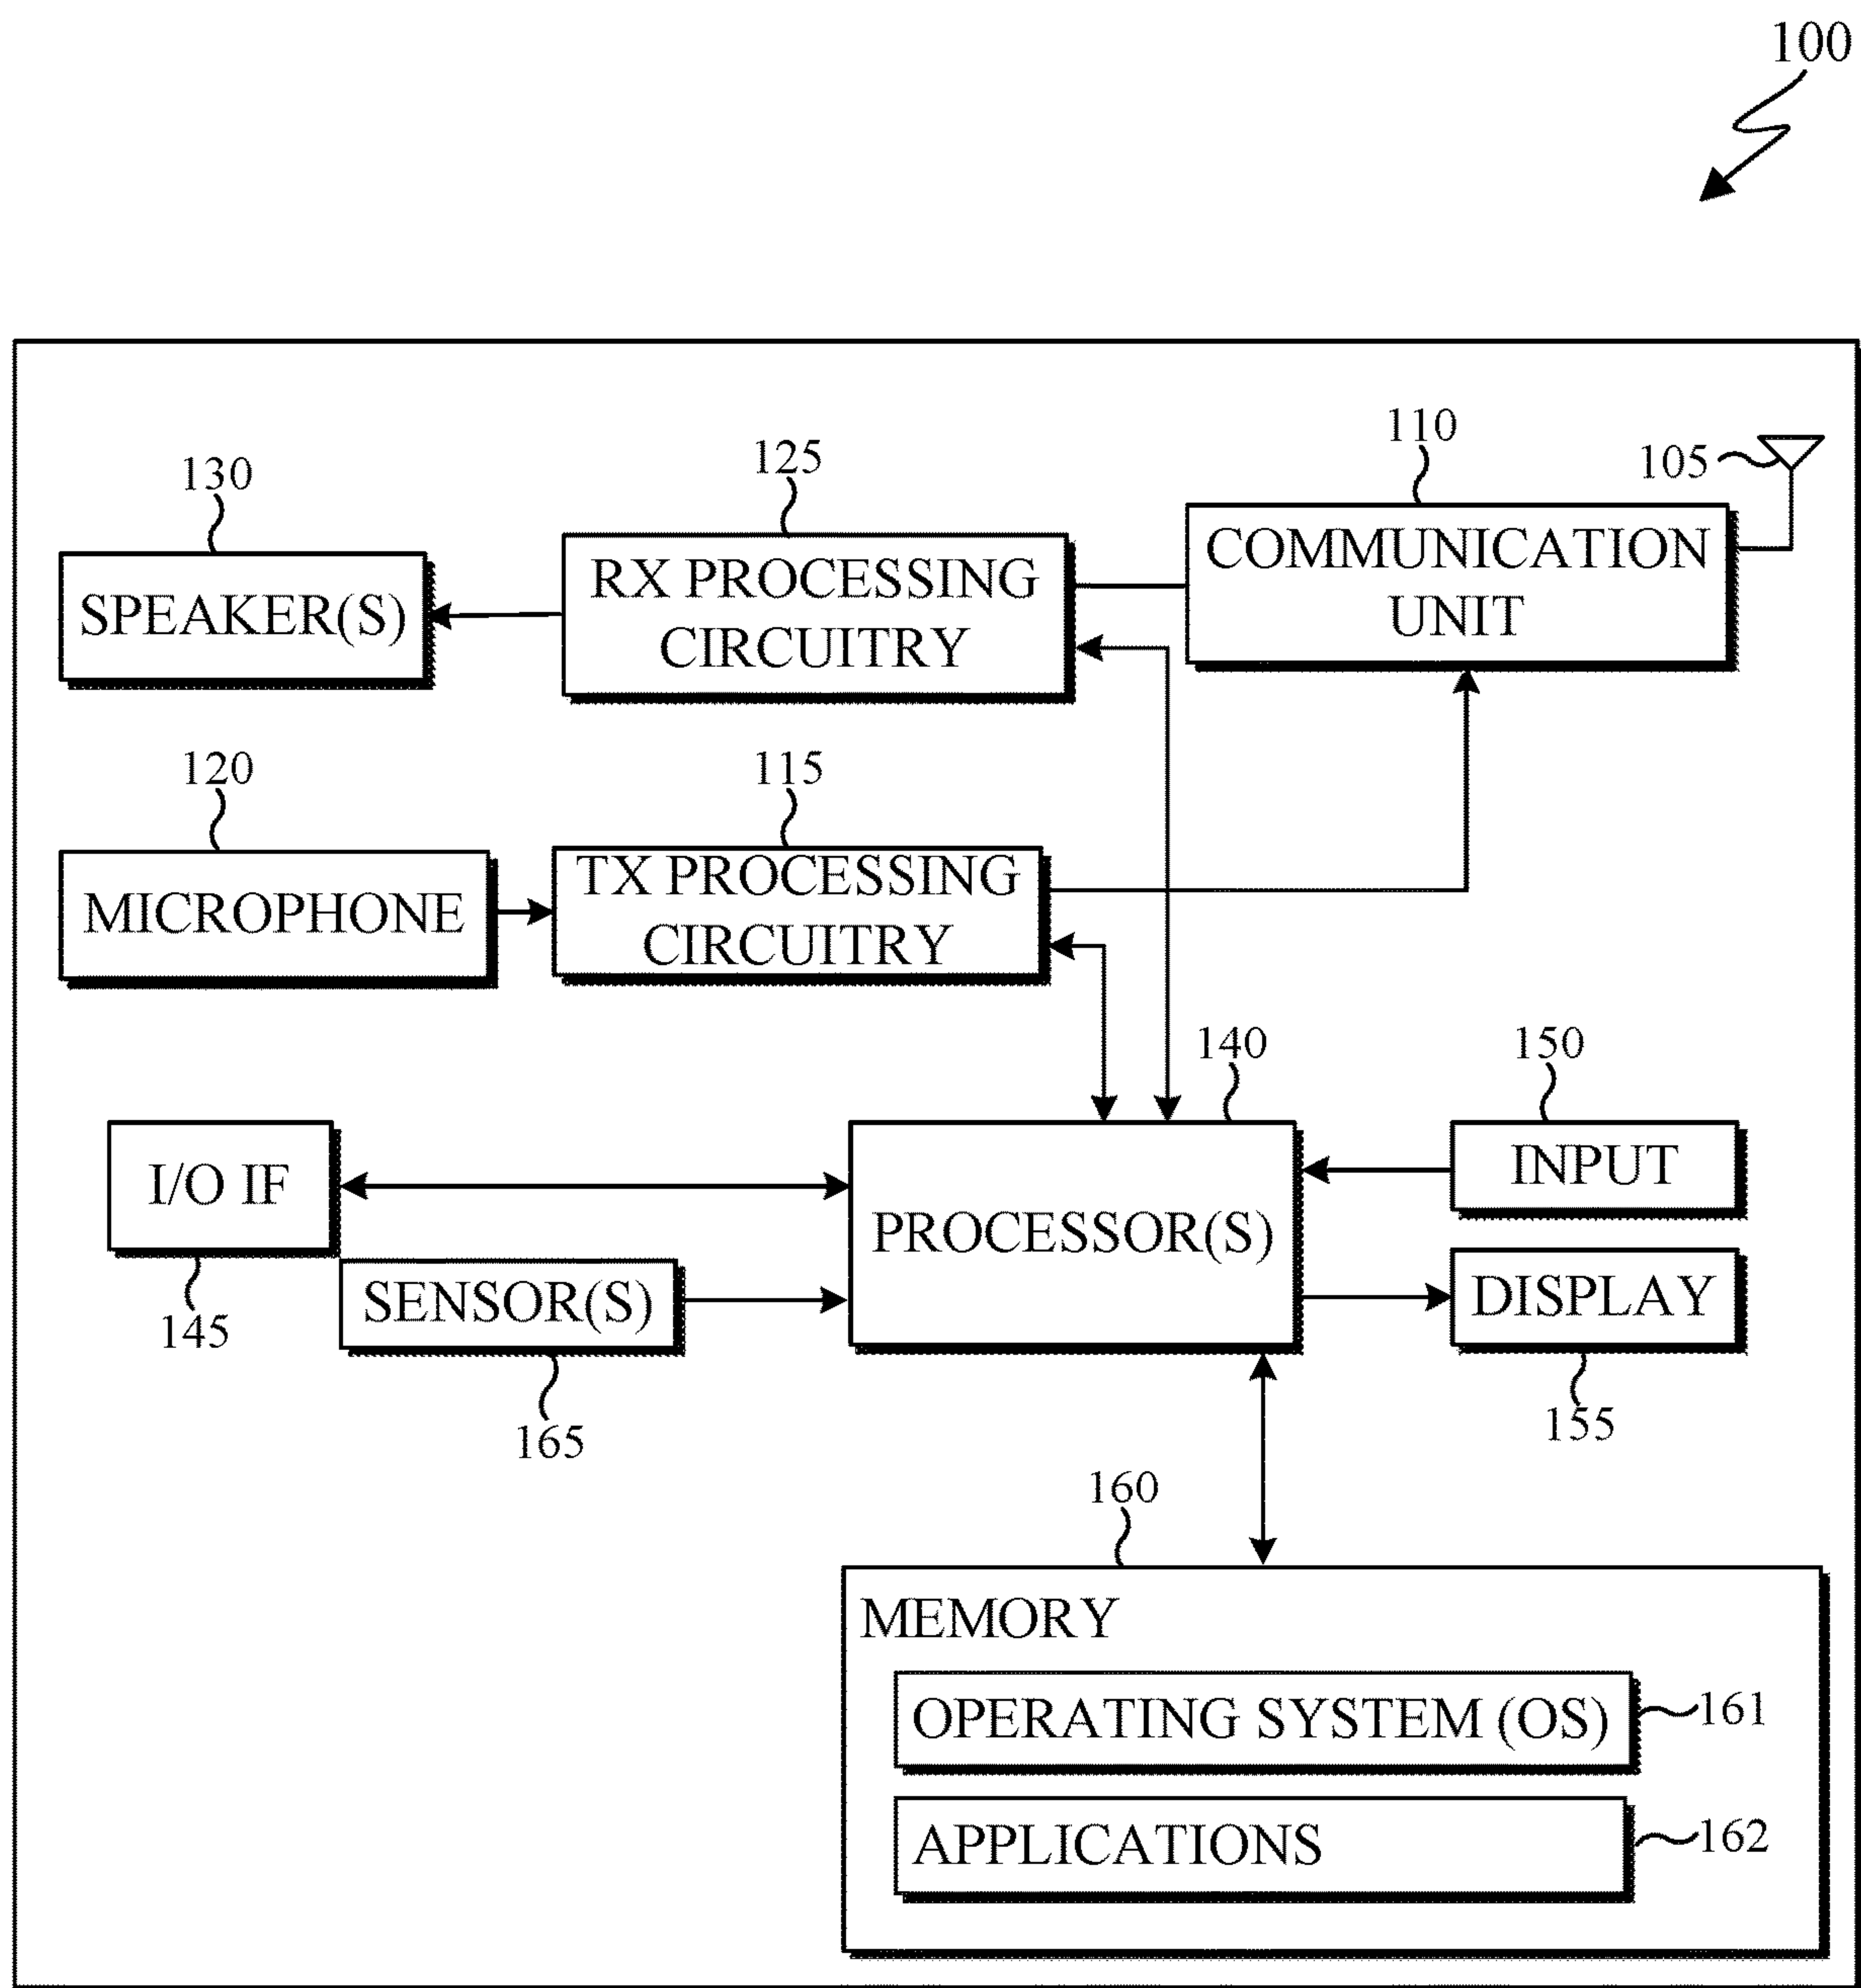 100
110
105
125
130
COMMUNICATION
UNIT
RX PROCESSING
CIRCUITRY
SPEAKER(S)
120
115
MICROPHONE
TX PROCESSING
CIRCUITRY
140
150
I/O IF
INPUT
PROCESSOR(S)
SENSOR(S)
DISPLAY
145
165
155
160
MEMORY
OPERATING SYSTEM (OS)
161
APPLICATIONS
162